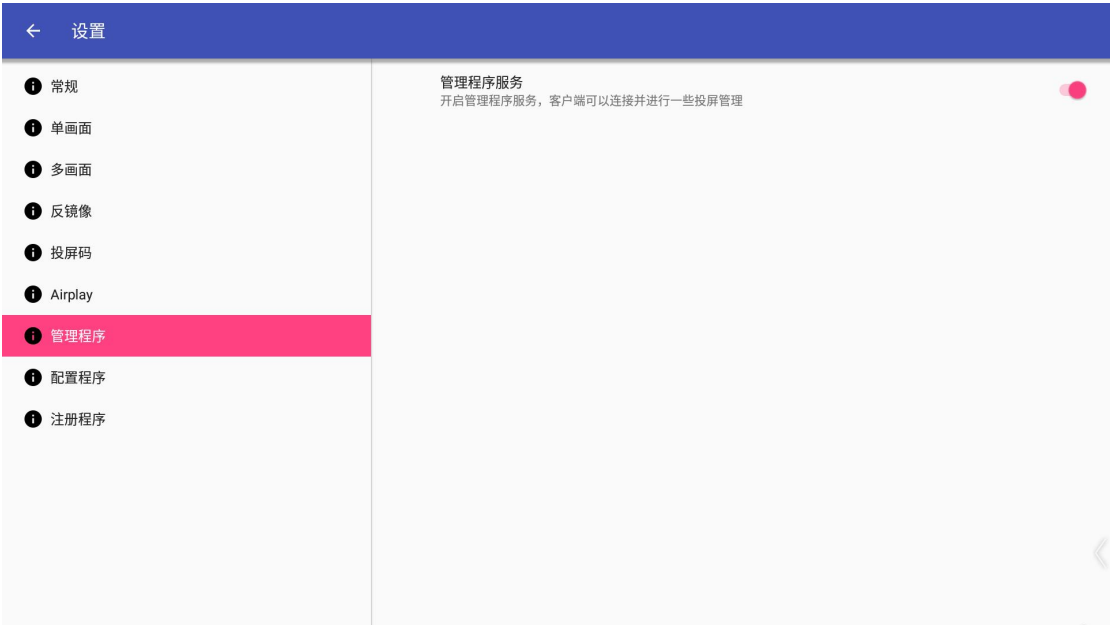 设置
常规
单画面
多画面
反镜像
投屏码
Airplay
管理程序
配置程序
注册程序
管理程序服务
开启管理程序服务，客户端可以连接并进行一些投屏管理